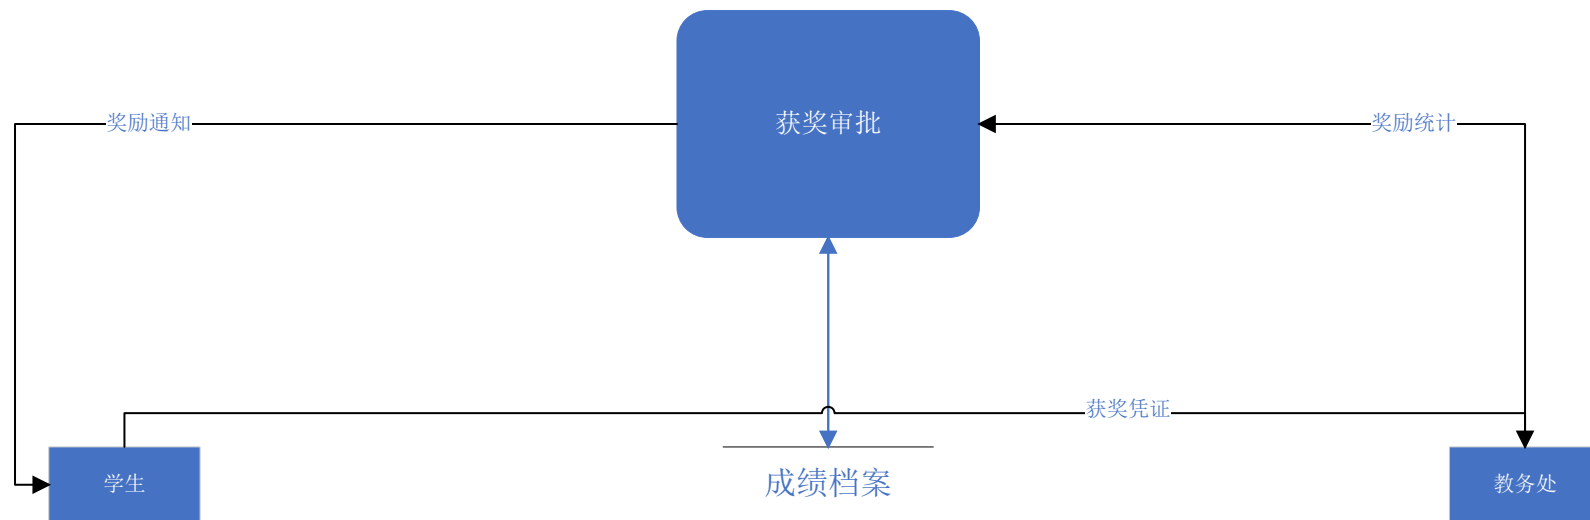 奖励通知
获奖审批
奖励统计
获奖凭证
学生
成绩档案
教务处